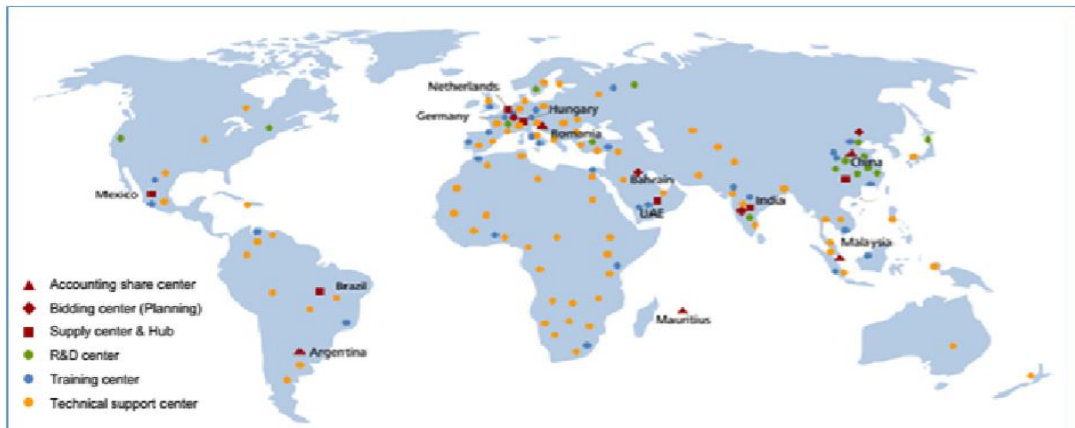 Netherlands
Hungary
Germany
Romania
China
Mexico
Bahrain
India
UAE
Malaysia
Brazil
Mauritius
Argentina
Accounting share center
Bidding center (Planning)
Supply center & Hub
R&D center
Training center
Technical support center